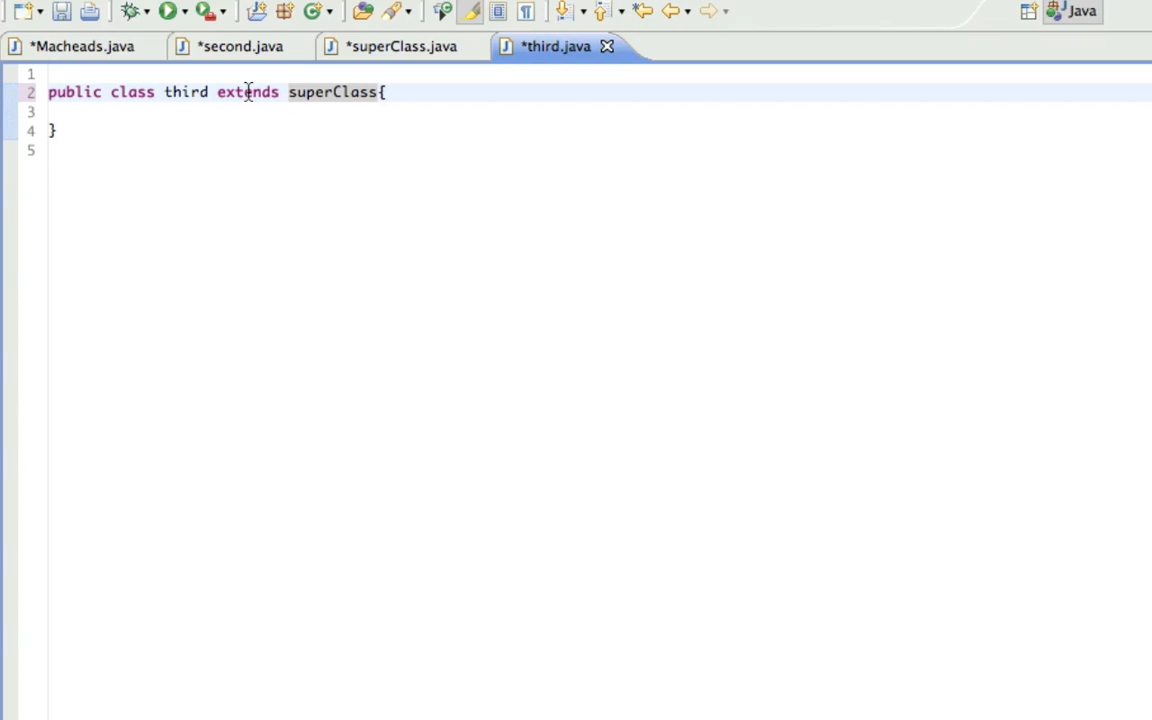 Java
*Macheads.java
*second.java
*superClass.java
*third.java
1
2 public class third extends superClass{
3
4 }
5